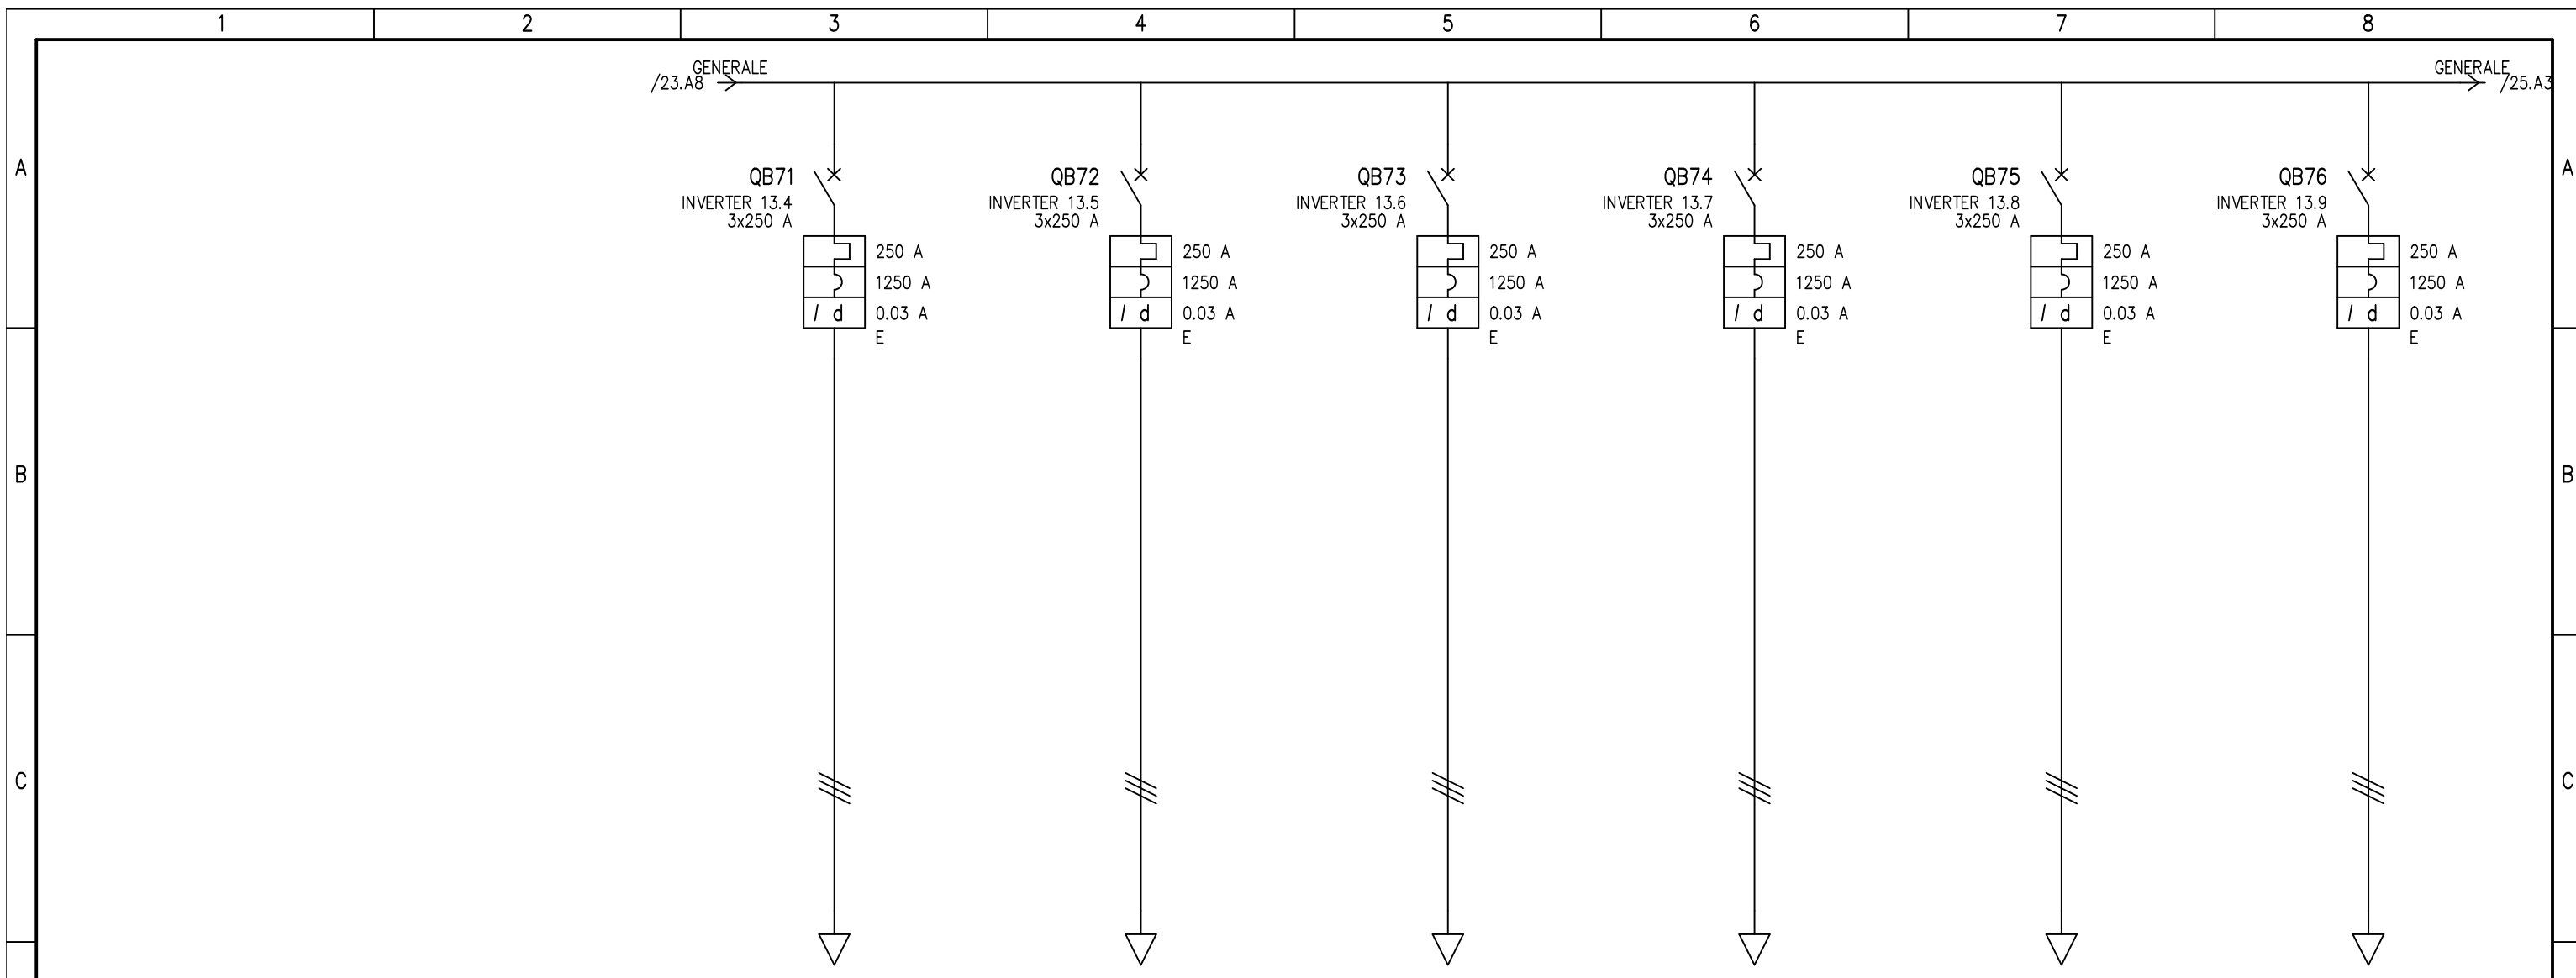 1 2 3 4 5 6 7 8
GENERALE GENERALE
/23.A8 /25.A3
A A
QB71 QB72 QB73 QB74 QB75 QB76
INVERTER 13.4 INVERTER 13.5 INVERTER 13.6 INVERTER 13.7 INVERTER 13.8 INVERTER 13.9
3x250 A 3x250 A 3x250 A 3x250 A 3x250 A 3x250 A
250 A 250 A 250 A 250 A 250 A 250 A
1250 A 1250 A 1250 A 1250 A 1250 A 1250 A
I d 0.03 A I d 0.03 A I d 0.03 A I d 0.03 A I d 0.03 A I d 0.03 A
E E E E E E
B B
C C